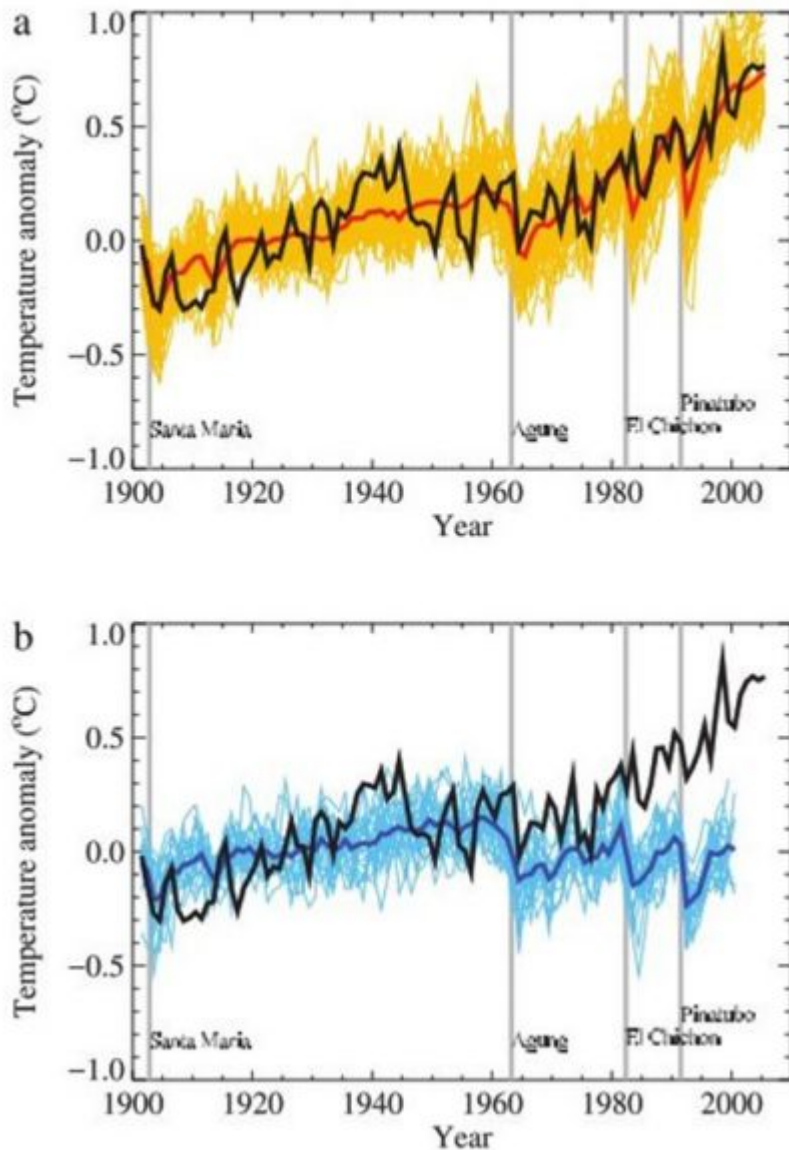 a
Temperature anomaly (°C)
1.0
0.5
0.0
−0.5
−1.0
Santa Maria
Agung
El Chichon
Pinatubo
1900 1920 1940 1960 1980 2000
Year
b
Temperature anomaly (°C)
1.0
0.5
0.0
−0.5
−1.0
Santa Maria
Agung
El Chichon
Pinatubo
1900 1920 1940 1960 1980 2000
Year